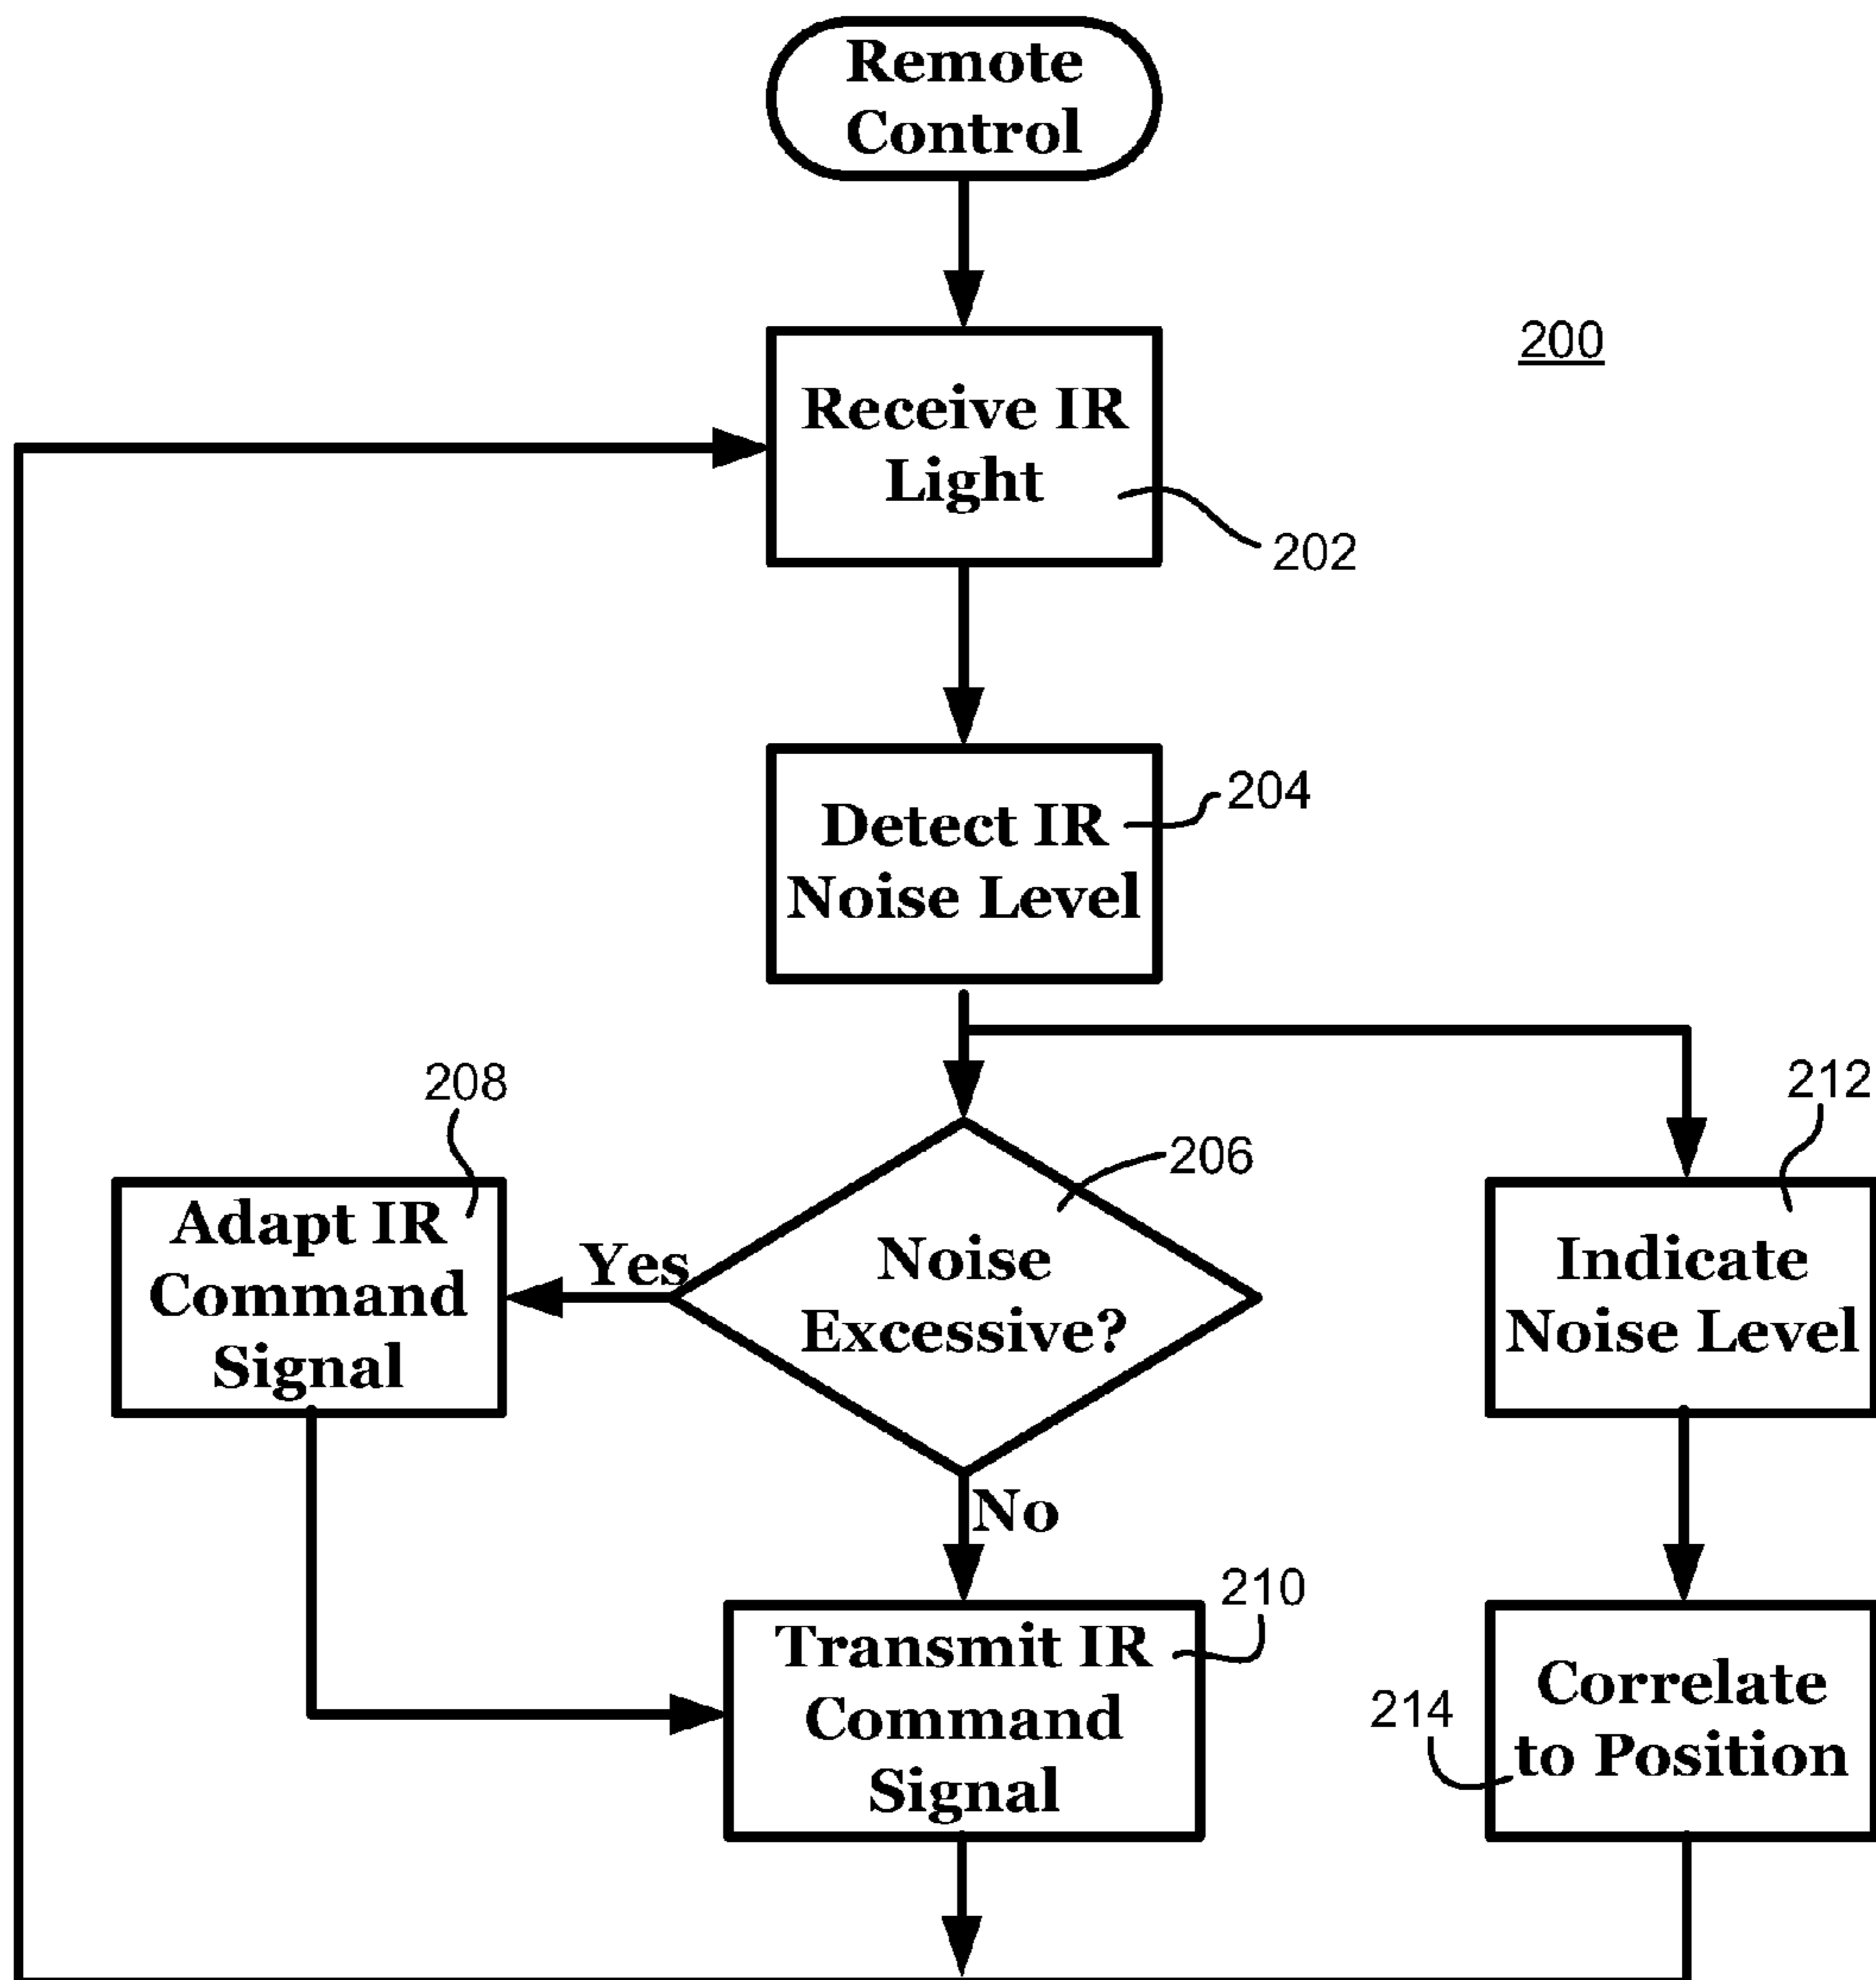 Remote
Control
200
Receive IR
Light
202
Detect IR
Noise Level
204
208
Adapt IR
Command
Signal
Yes
206
Noise
Excessive?
No
212
Indicate
Noise Level
210
Transmit IR
Command
Signal
214
Correlate
to Position